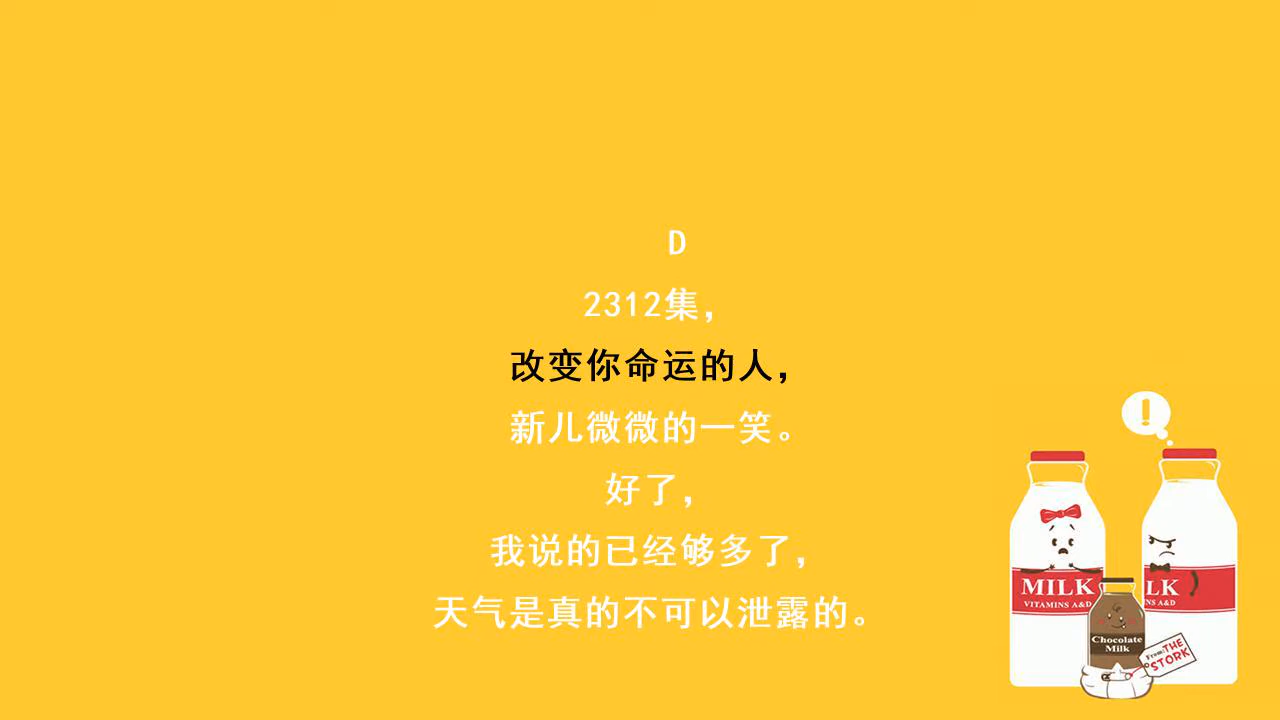 D
2312集，
改变你命运的人，
新儿微微的一笑。
好了，
我说的已经够多了，
天气是真的不可以泄露的。
!
MILK
VITAMINS A&D
LK
NS A&D
Chocolate
Milk
From: THE
STORK